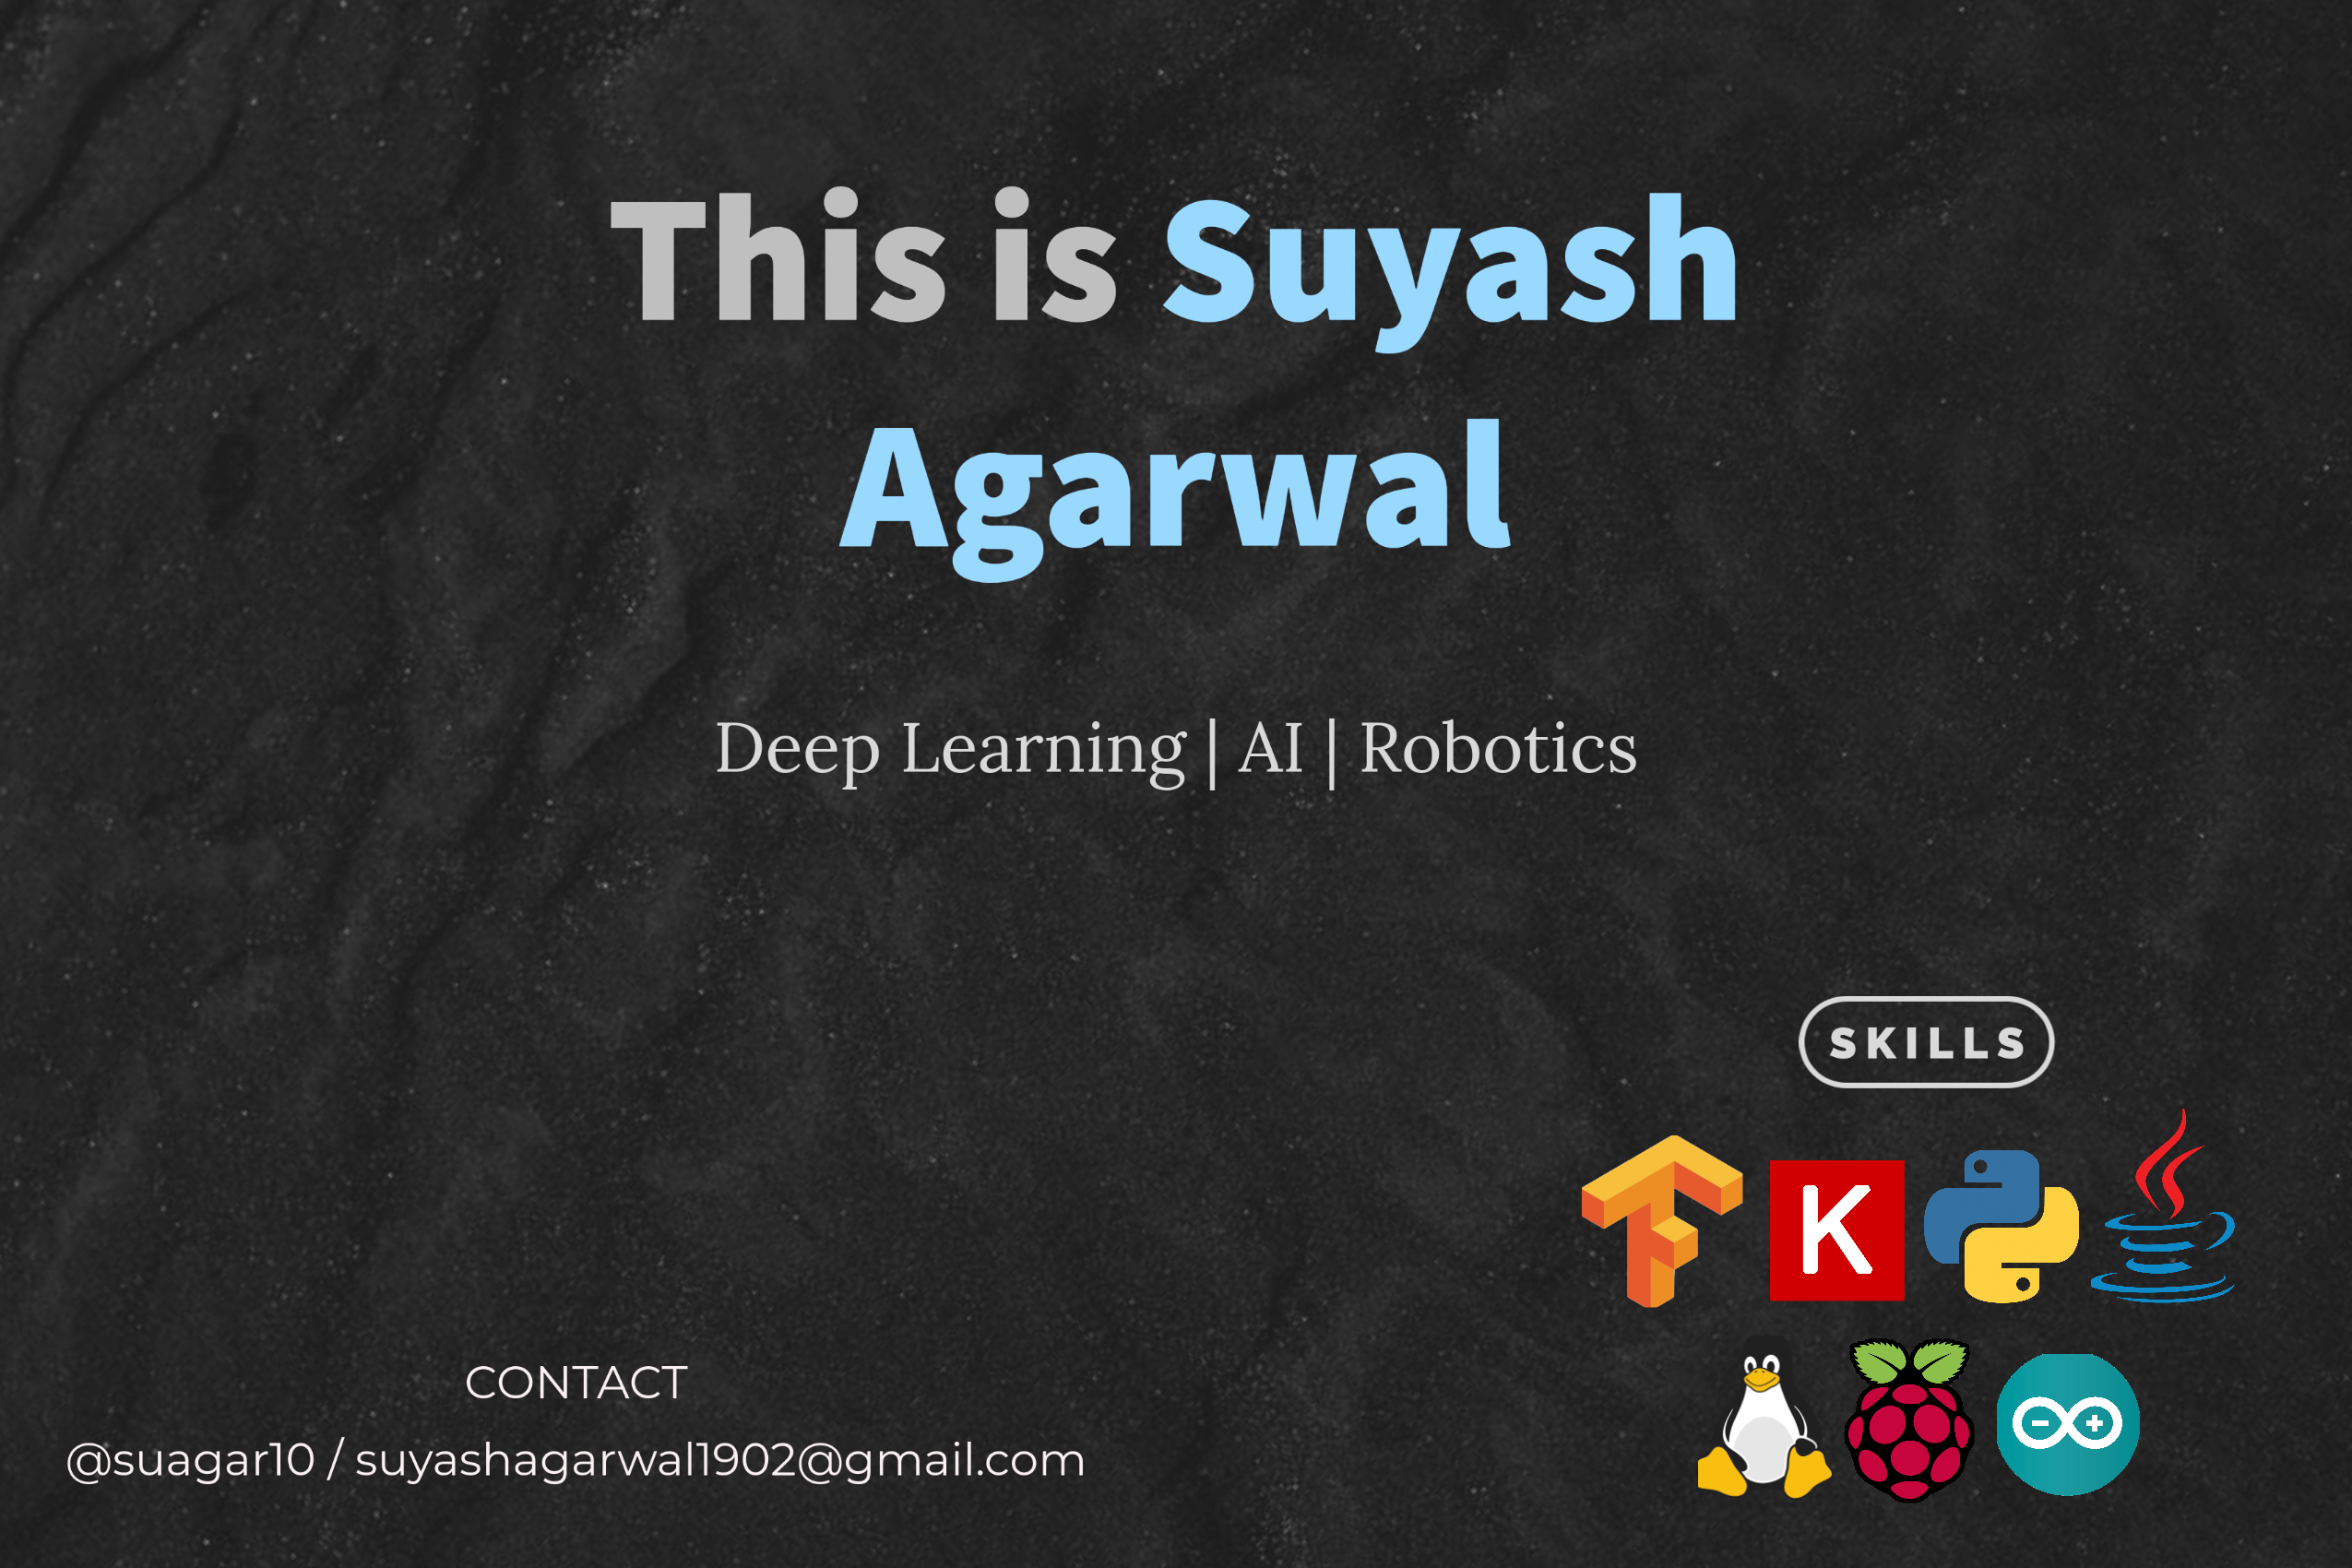 This is Suyash
Agarwal
Deep Learning | AI | Robotics
SKILLS
K
CONTACT
@suagar10 / suyashagarwal1902@gmail.com